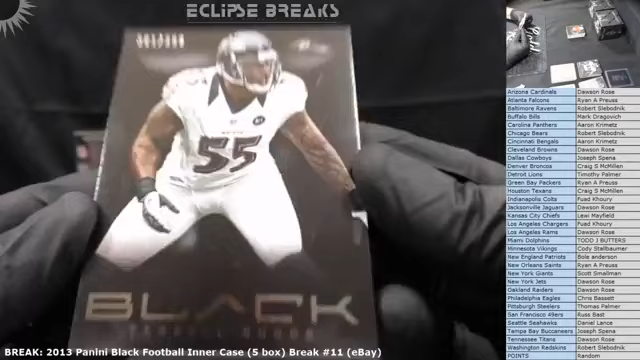 ECLIPSE BREAKS
55
BLACK
BREAK: 2013 Panini Black Football Inner Case (5 box) Break #11 (eBay)
Arizona Cardinals Dawson Rose
Atlanta Falcons Ryan A Preuss
Baltimore Ravens Robert Slebodnik
Buffalo Bills Mark Dragovich
Carolina Panthers Aaron Krimetz
Chicago Bears Robert Slebodnik
Cincinnati Bengals Aaron Krimetz
Cleveland Browns Dawson Rose
Dallas Cowboys Joseph Spena
Denver Broncos Craig S McMillen
Detroit Lions Timothy Palmer
Green Bay Packers Ryan A Preuss
Houston Texans Craig S McMillen
Indianapolis Colts Fuad Khoury
Jacksonville Jaguars Dawson Rose
Kansas City Chiefs Lewi Mayfield
Los Angeles Chargers Fuad Khoury
Los Angeles Rams Dawson Rose
Miami Dolphins TODD J BUTTERS
Minnesota Vikings Cody Stellbaumer
New England Patriots Bole anderson
New Orleans Saints Ryan A Preuss
New York Giants Scott Smallman
New York Jets Dawson Rose
Oakland Raiders Dawson Rose
Philadelphia Eagles Chris Bassett
Pittsburgh Steelers Thomas Palmer
San Francisco 49ers Russ Bast
Seattle Seahawks Daniel Lance
Tampa Bay Buccaneers Joseph Spena
Tennessee Titans Dawson Rose
Washington Redskins Robert Slebodnik
POINTS Random